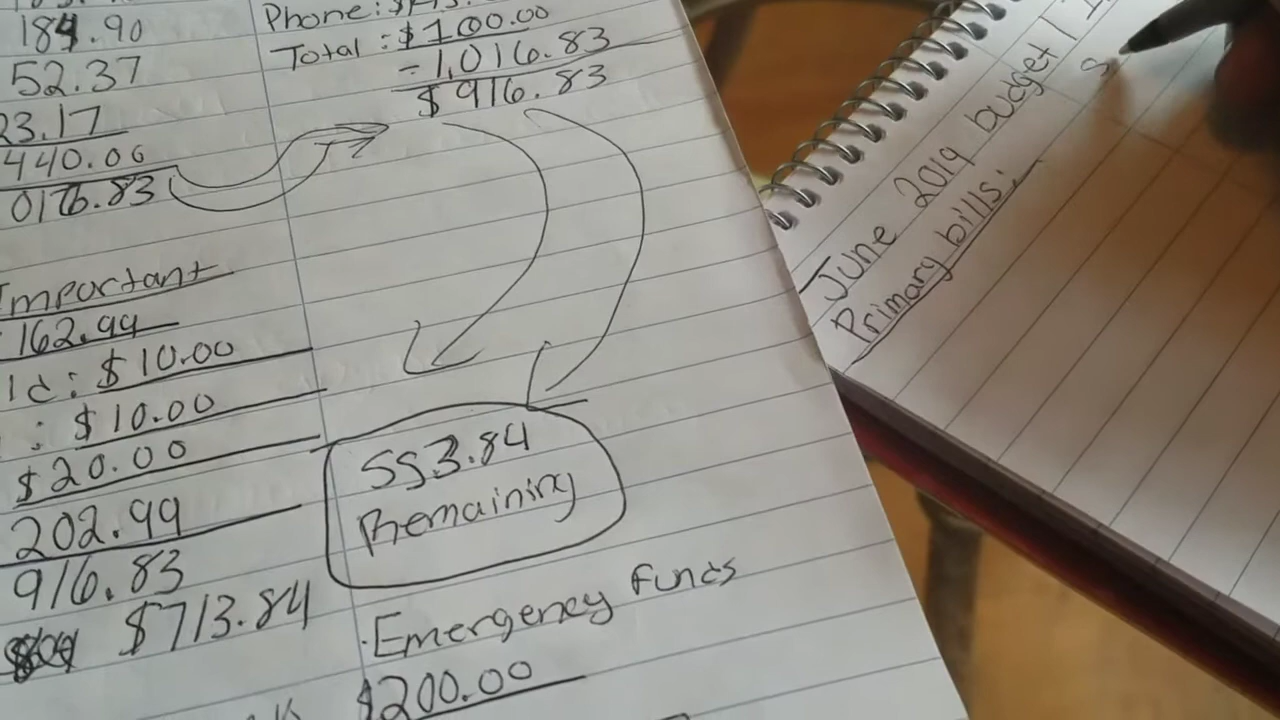 184.90
52.37
23.17
440.06
0176.83
Important
162.99
Id: $10.00
: $10.00
$20.00
202.99
916.83
$713.84
Phone:
Total: $100.00
- 1,016.83
$916.83
553.84
Remaining
Emergency funds
$200.00
June 2019 budget
Primary bills: